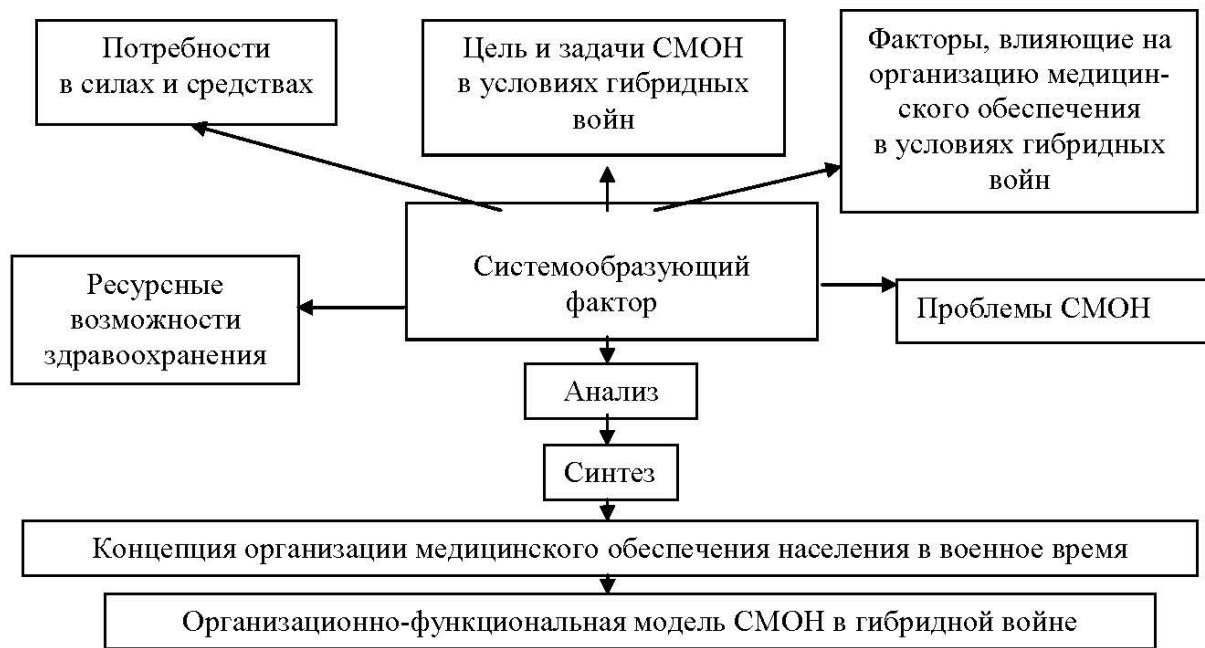 Потребности
в силах и средствах
Цель и задачи СМОН
в условиях гибридных
войн
Факторы, влияющие на
организацию медицин-
ского обеспечения
в условиях гибридных
войн
Системообразующий
фактор
Ресурсные
возможности
здравоохранения
Проблемы СМОН
Анализ
Синтез
Концепция организации медицинского обеспечения населения в военное время
Организационно-функциональная модель СМОН в гибридной войне